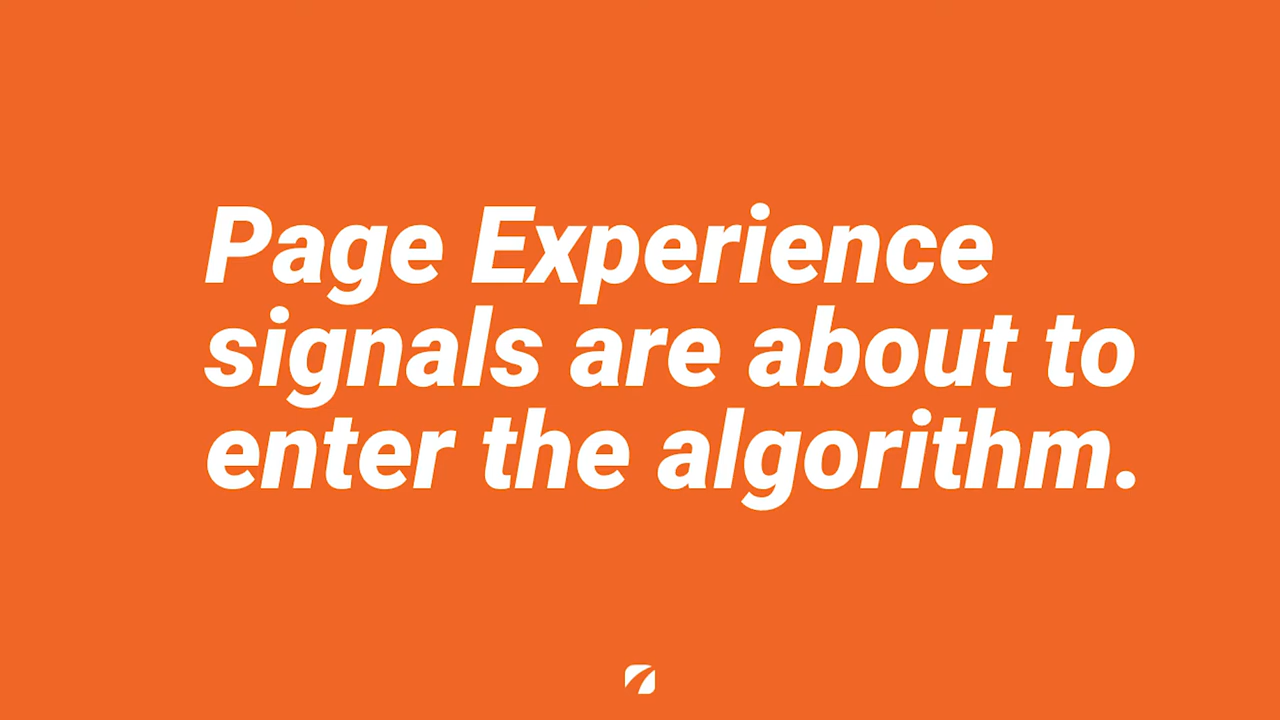 Page Experience
signals are about to
enter the algorithm.